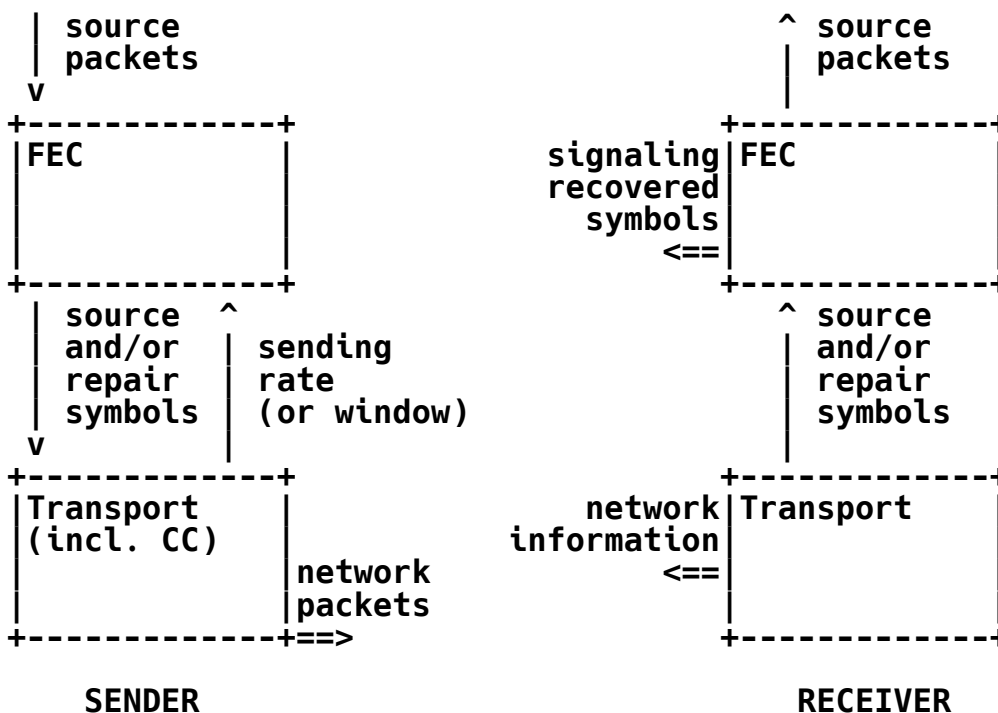 |  source                              ^ source
 |  packets                             | packets
 v                                      |
+-------------+                      +-------------+
|FEC          |             signaling|FEC          |
|             |             recovered|             |
|             |               symbols|             |
|             |                   <==|             |
+-------------+                      +-------------+
 |  source  ^                           ^ source
 |  and/or  | sending                   | and/or
 |  repair  | rate                      | repair
 |  symbols | (or window)               | symbols
 v          |                           |
+-------------+                      +-------------+
|Transport    |               network|Transport    |
|(incl. CC)   |           information|             |
|             |network            <==|             |
|             |packets               |             |
+-------------+==>                   +-------------+
    SENDER                               RECEIVER